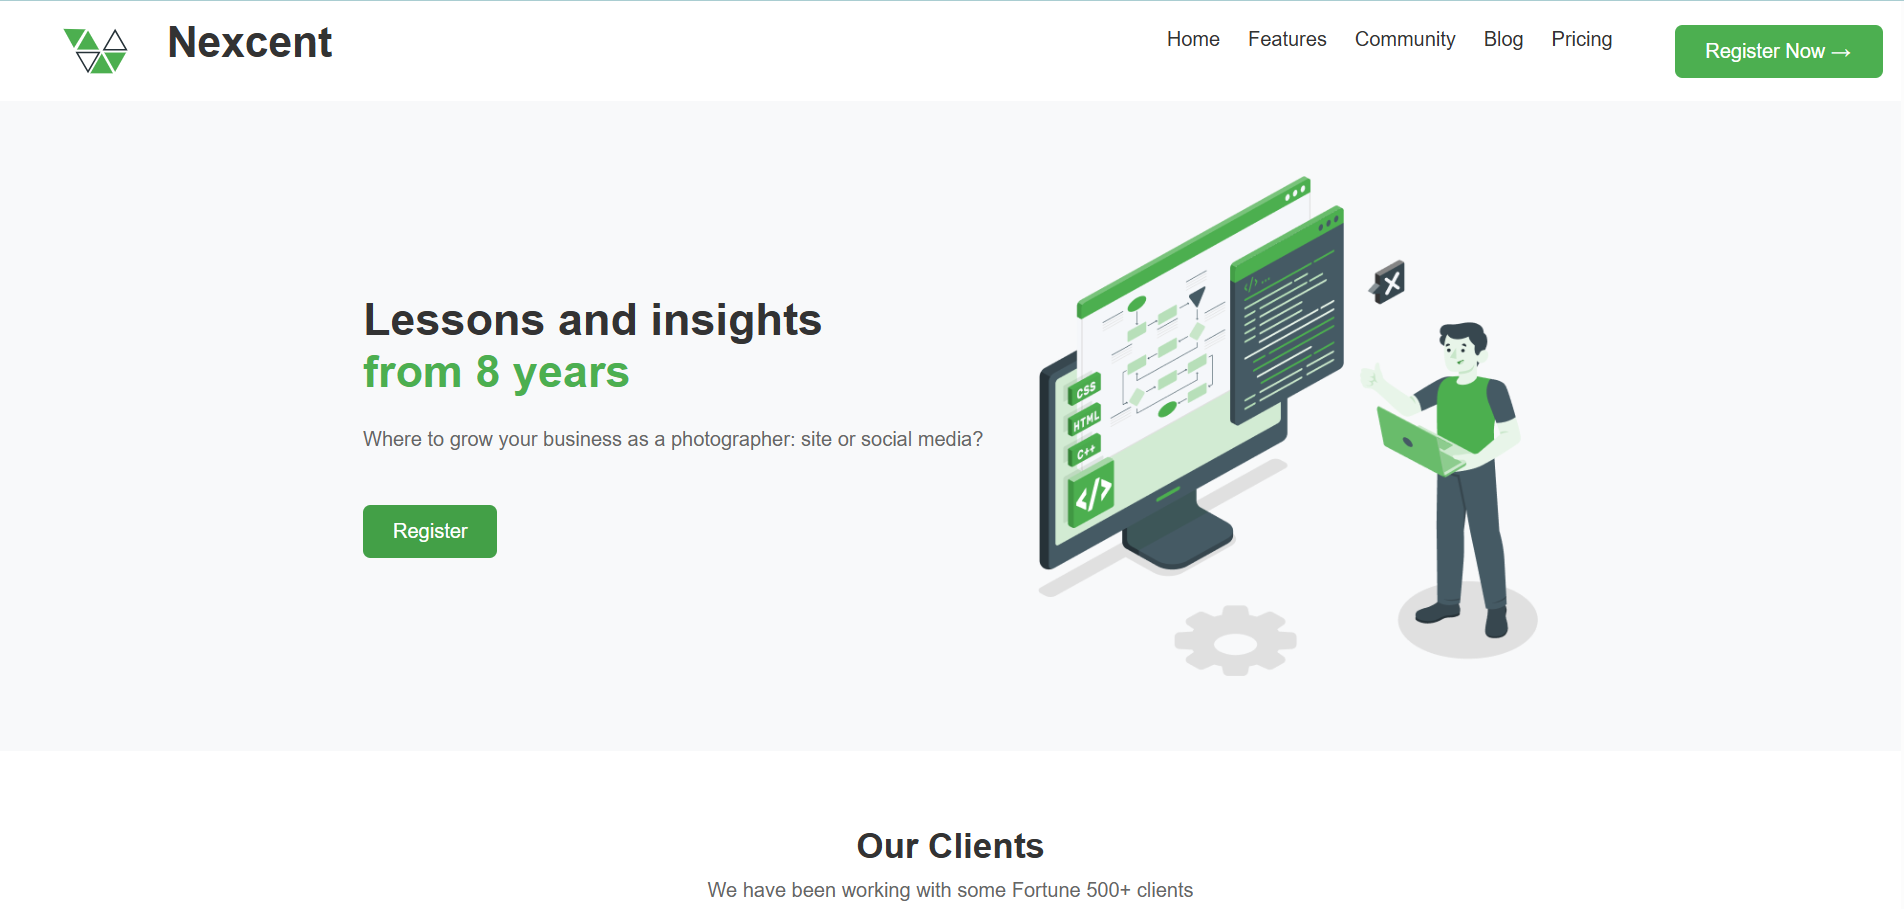 Nexcent
Home Features Community Blog Pricing
Register Now →
Lessons and insights
from 8 years
Where to grow your business as a photographer: site or social media?
Register
</>...
CSS
HTML
C++
</>
Our Clients
We have been working with some Fortune 500+ clients